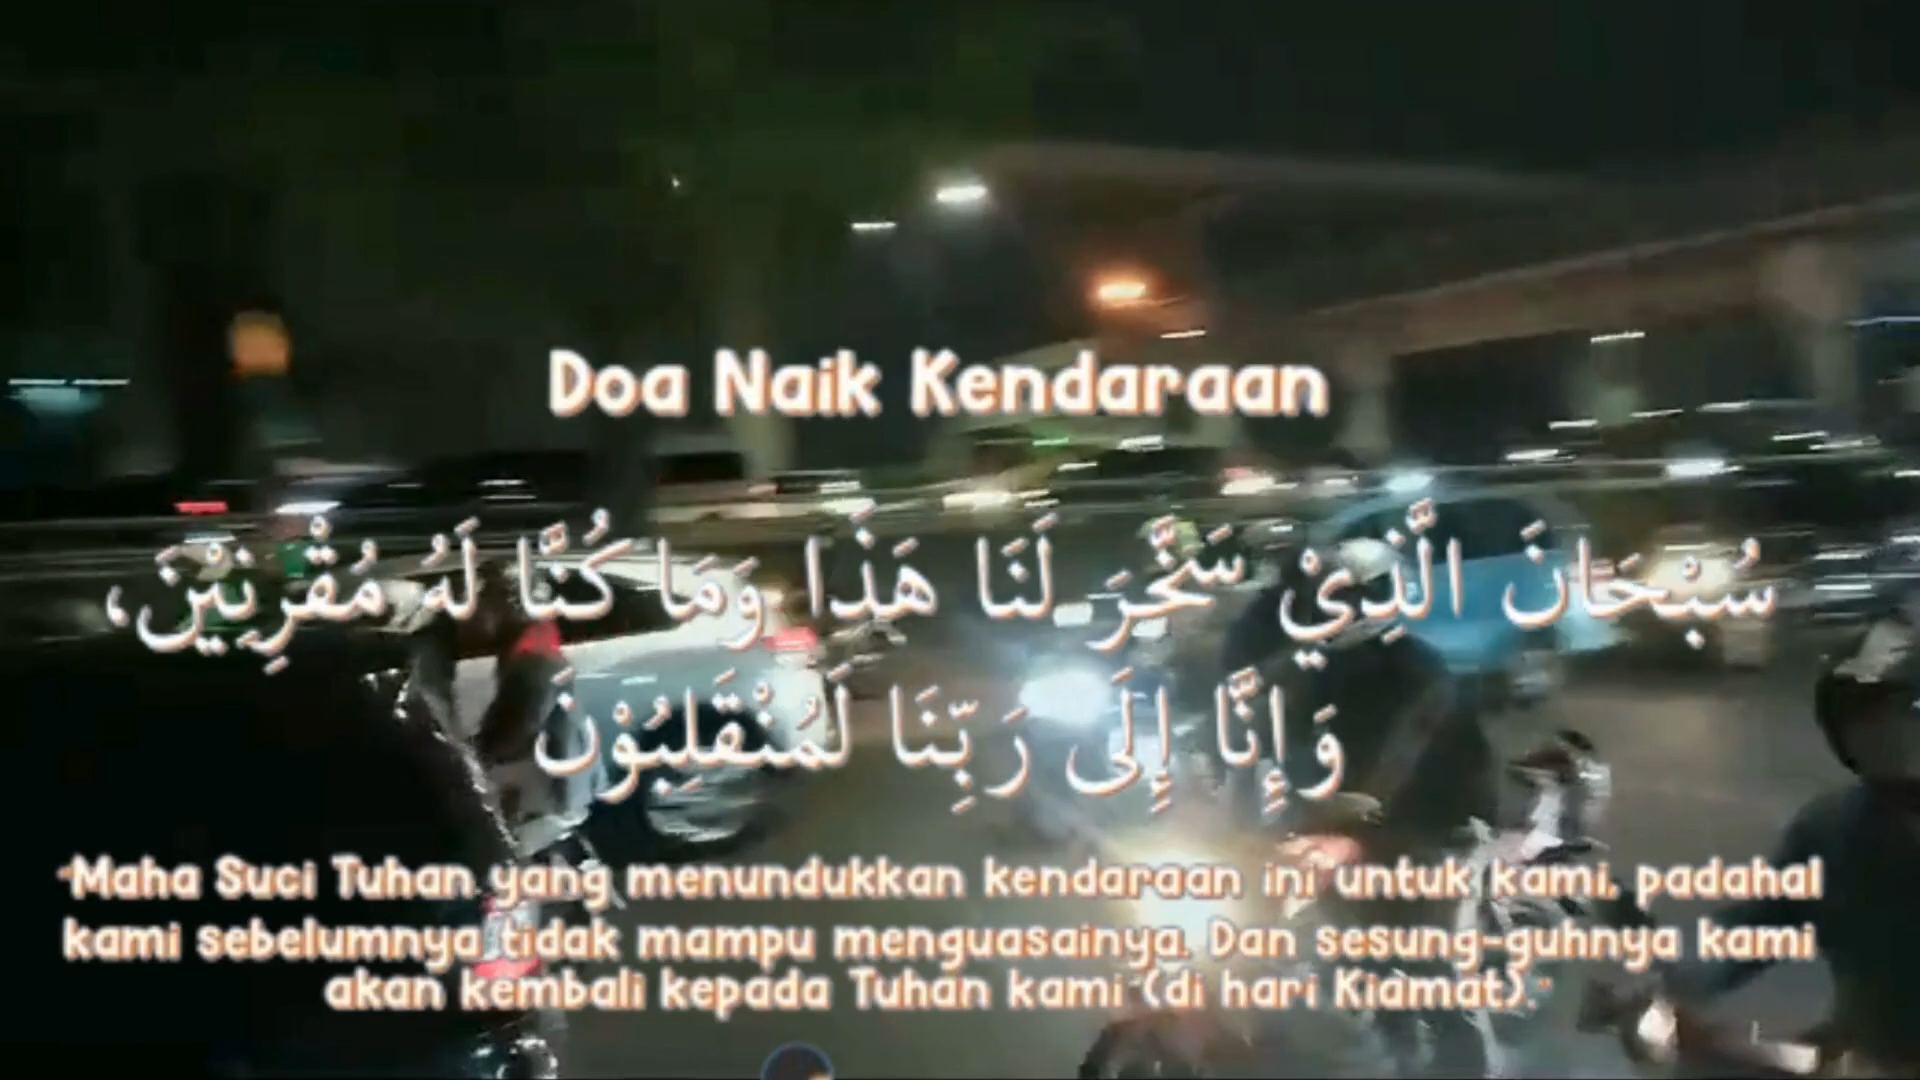 Doa Naik Kendaraan
سُبْحَانَ الَّذِيْ سَخَّرَ لَنَا هَذَا وَمَا كُنَّا لَهُ مُقْرِنِيْنَ،
وَإِنَّا إِلَى رَبِّنَا لَمُنْقَلِبُوْنَ
"Maha Suci Tuhan yang menundukkan kendaraan ini untuk kami, padahal
kami sebelumnya tidak mampu menguasainya. Dan sesung-guhnya kami
akan kembali kepada Tuhan kami (di hari Kiamat)."